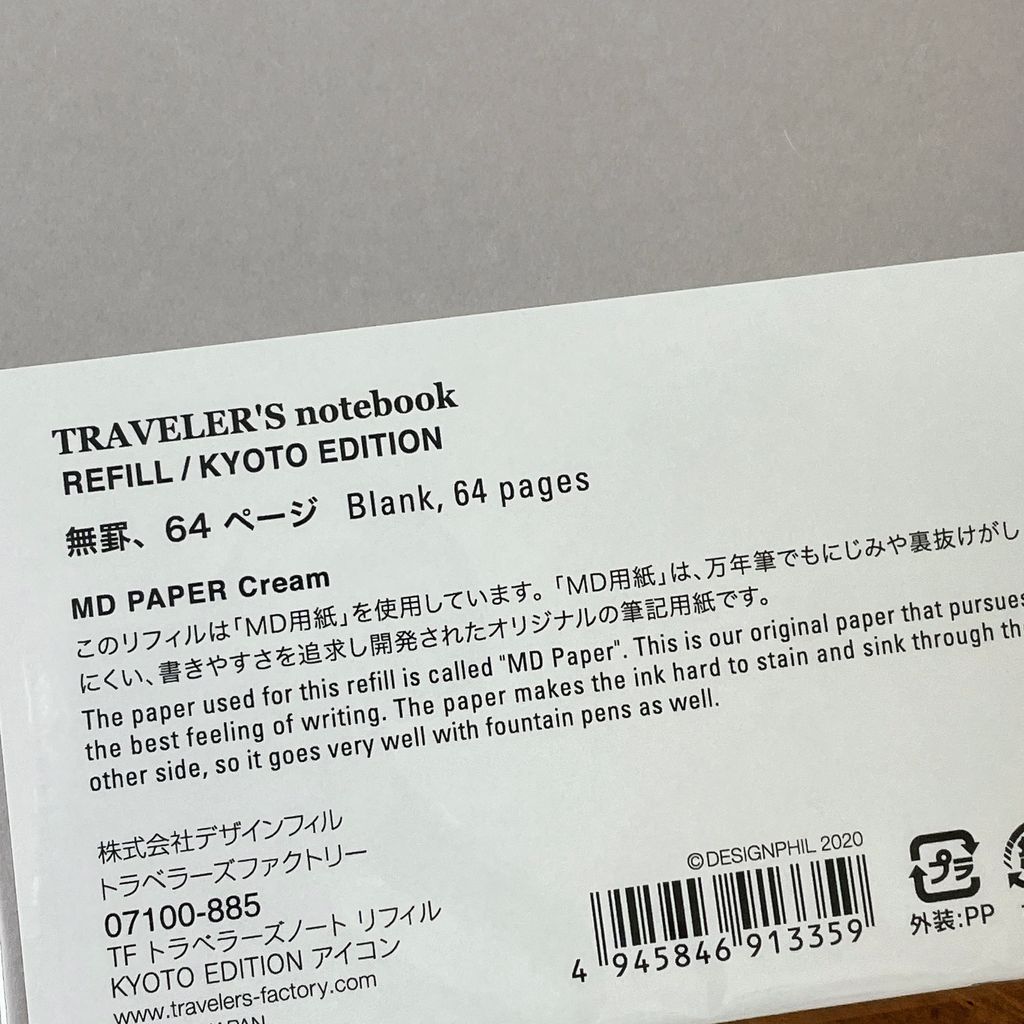 TRAVELER'S notebook
REFILL / KYOTO EDITION
無罫、64 ページ Blank, 64 pages
MD PAPER Cream
このリフィルは「MD用紙」を使用しています。「MD用紙」は、万年筆でもにじみや裏抜けがし
にくい、書きやすさを追求し開発されたオリジナルの筆記用紙です。
The paper used for this refill is called "MD Paper". This is our original paper that pursues
the best feeling of writing. The paper makes the ink hard to stain and sink through the
other side, so it goes very well with fountain pens as well.
株式会社デザインフィル
トラベラーズファクトリー
07100-885
TF トラベラーズノート リフィル
KYOTO EDITION アイコン
www.travelers-factory.com
JAPAN
©DESIGNPHIL 2020
4 945846 913359
プラ
外装:PP